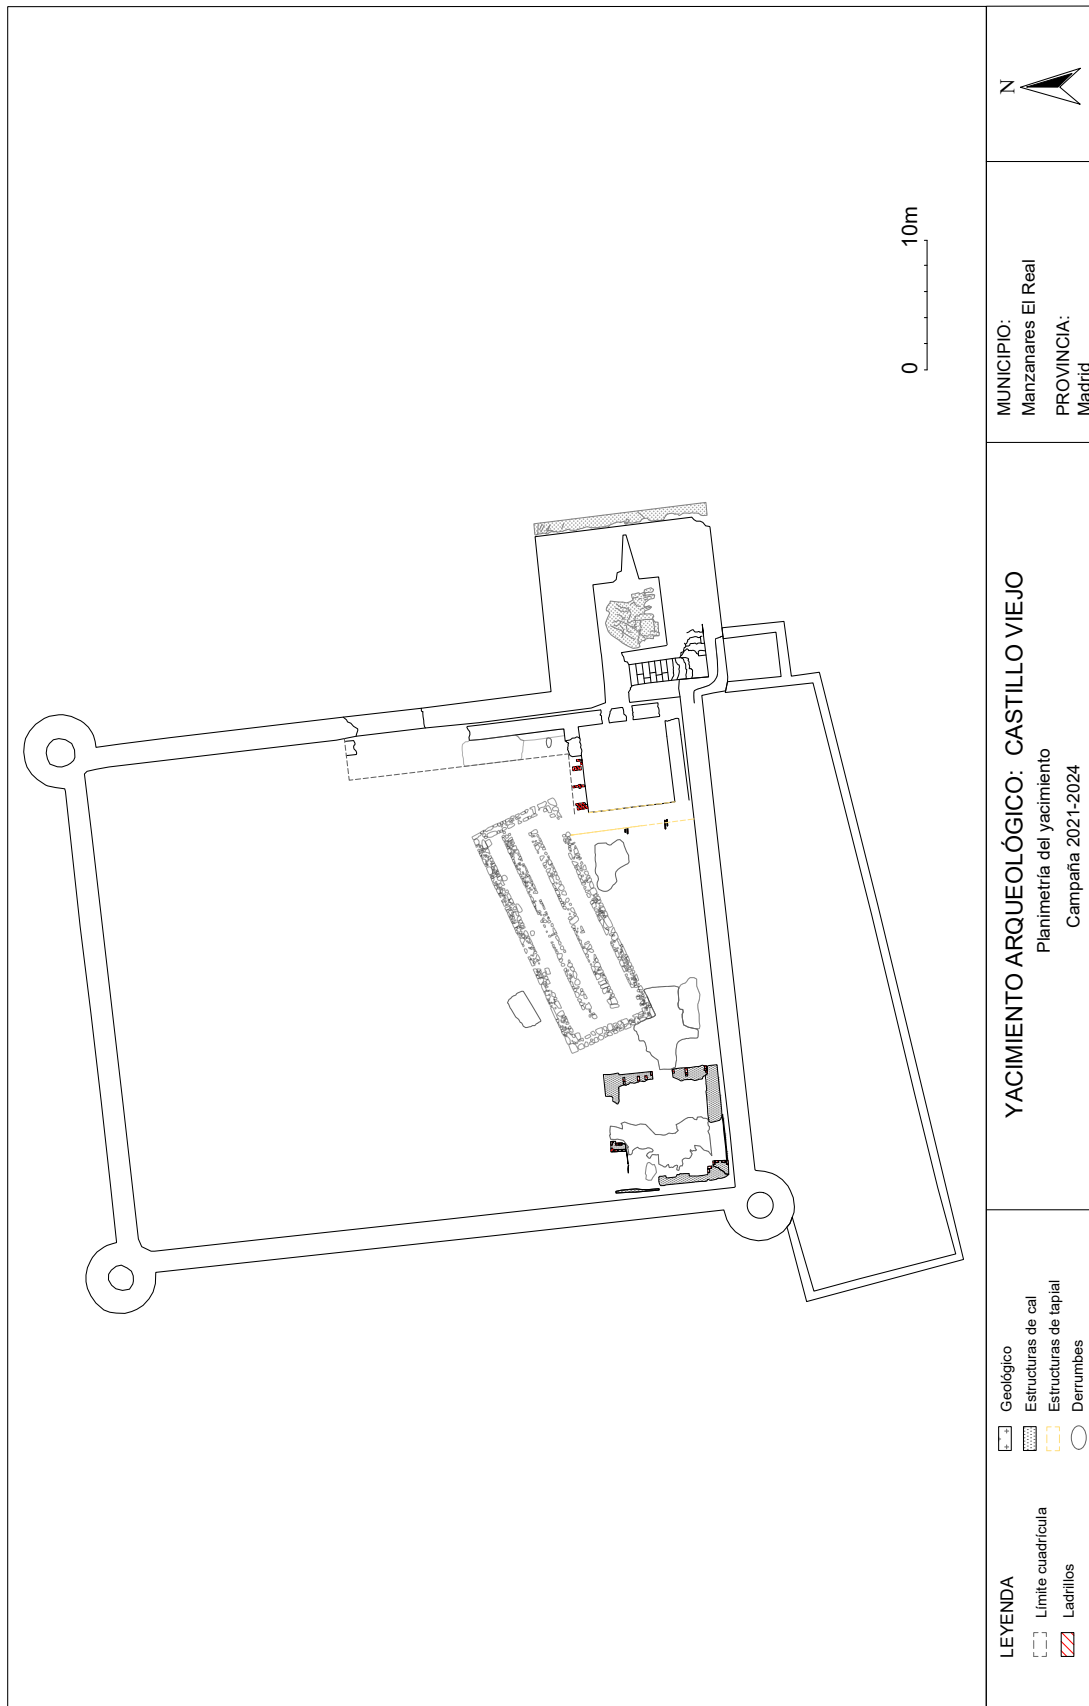 LEYENDA
Límite cuadrícula
Ladrillos
Geológico
Estructuras de cal
Estructuras de tapial
Derrumbes
YACIMIENTO ARQUEOLÓGICO: CASTILLO VIEJO
Planimetría del yacimiento
Campaña 2021-2024
MUNICIPIO:
Manzanares El Real
PROVINCIA:
Madrid
N
0 10m